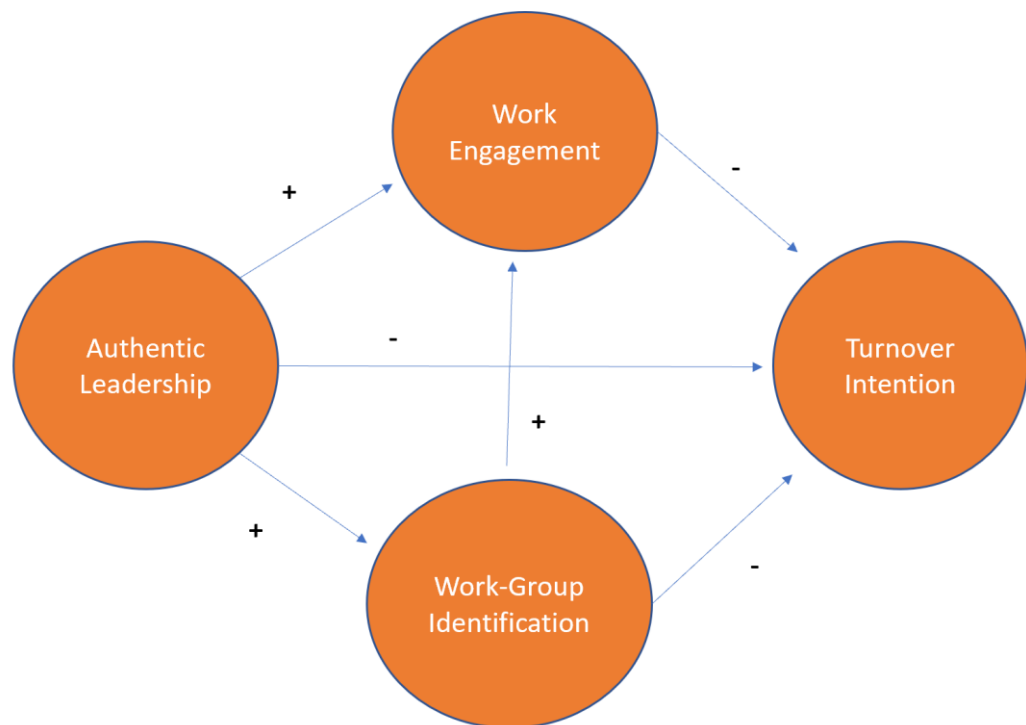 Work
Engagement
+
-
Authentic
Leadership
-
Turnover
Intention
+
+
-
Work-Group
Identification